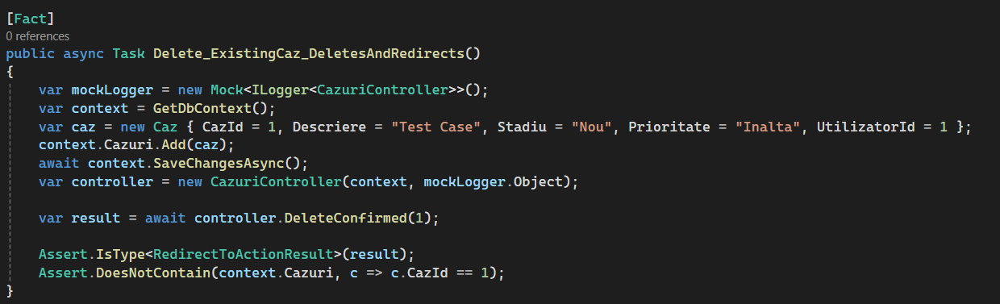 [Fact]
0 references
public async Task Delete_ExistingCaz_DeletesAndRedirects()
{
    var mockLogger = new Mock<ILogger<CazuriController>>();
    var context = GetDbContext();
    var caz = new Caz { CazId = 1, Descriere = "Test Case", Stadiu = "Nou", Prioritate = "Inalta", UtilizatorId = 1 };
    context.Cazuri.Add(caz);
    await context.SaveChangesAsync();
    var controller = new CazuriController(context, mockLogger.Object);

    var result = await controller.DeleteConfirmed(1);

    Assert.IsType<RedirectToActionResult>(result);
    Assert.DoesNotContain(context.Cazuri, c => c.CazId == 1);
}